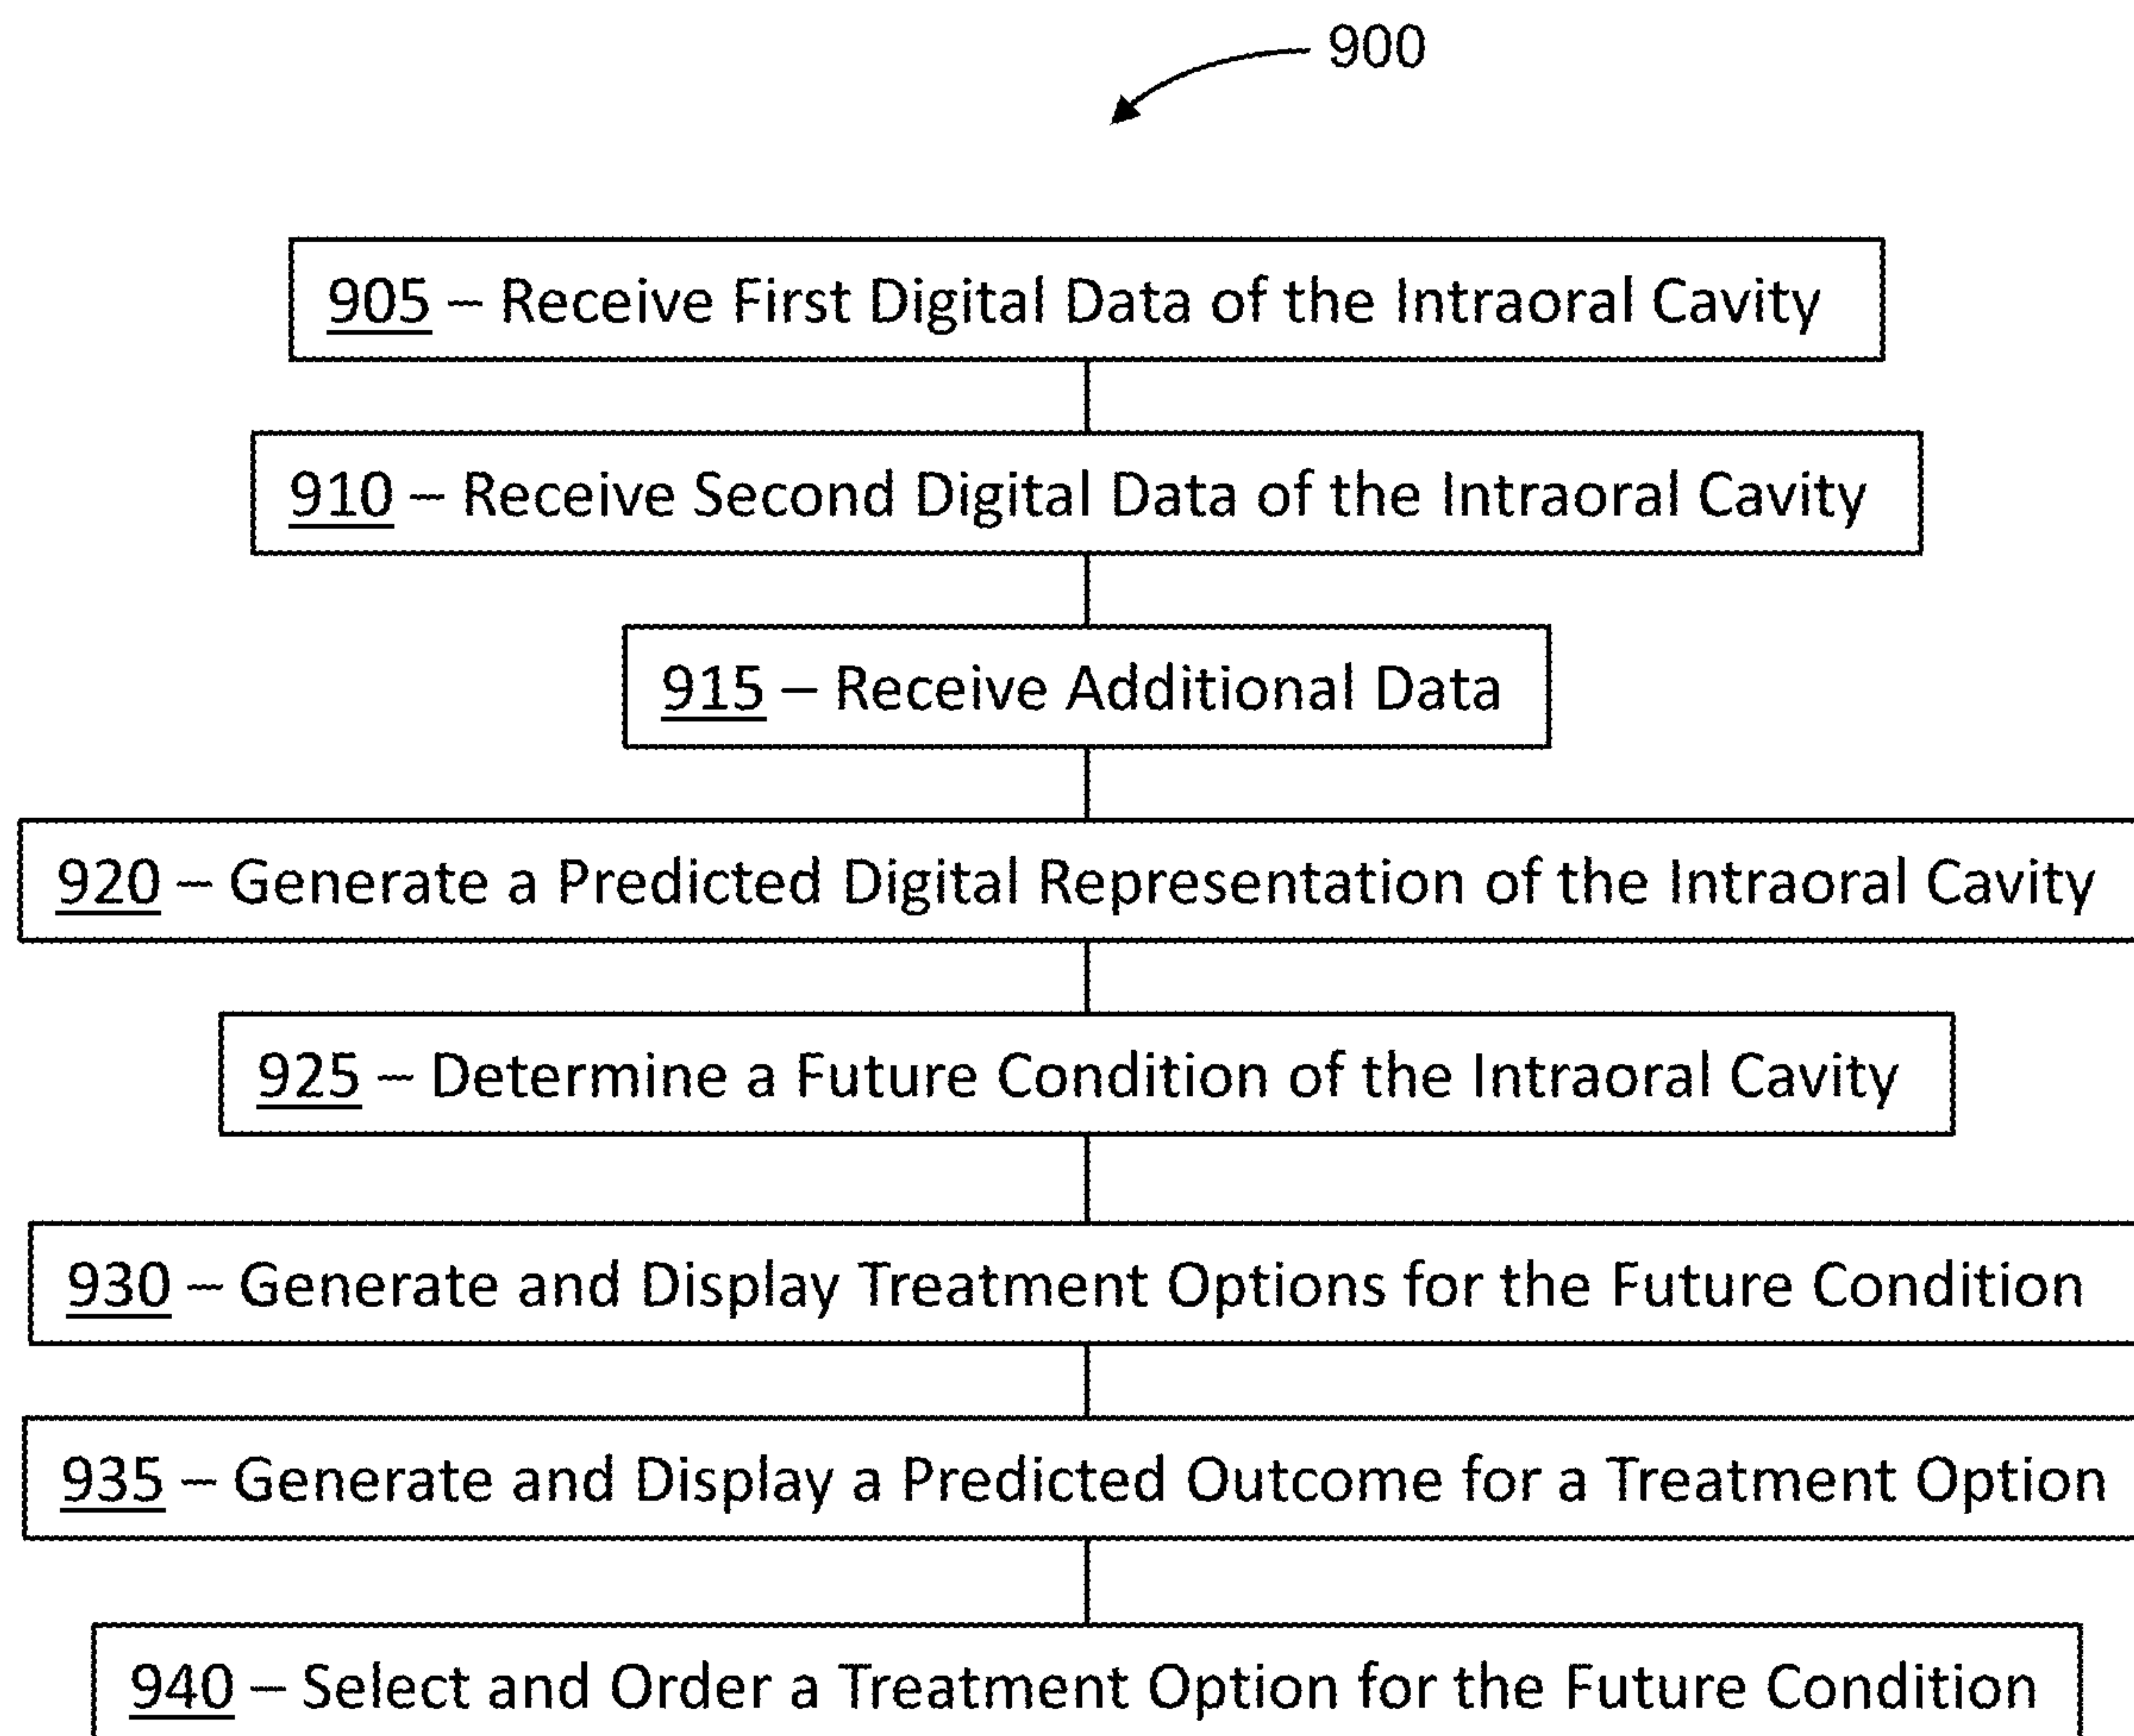 900
905 – Receive First Digital Data of the Intraoral Cavity
910 – Receive Second Digital Data of the Intraoral Cavity
915 – Receive Additional Data
920 – Generate a Predicted Digital Representation of the Intraoral Cavity
925 – Determine a Future Condition of the Intraoral Cavity
930 – Generate and Display Treatment Options for the Future Condition
935 – Generate and Display a Predicted Outcome for a Treatment Option
940 – Select and Order a Treatment Option for the Future Condition